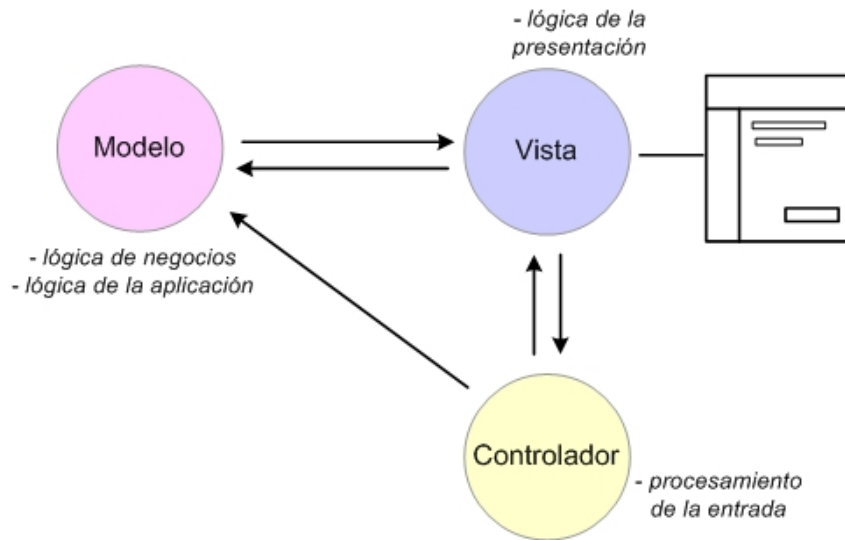 - lógica de la
presentación
Modelo
Vista
- lógica de negocios
- lógica de la aplicación
Controlador
- procesamiento
de la entrada